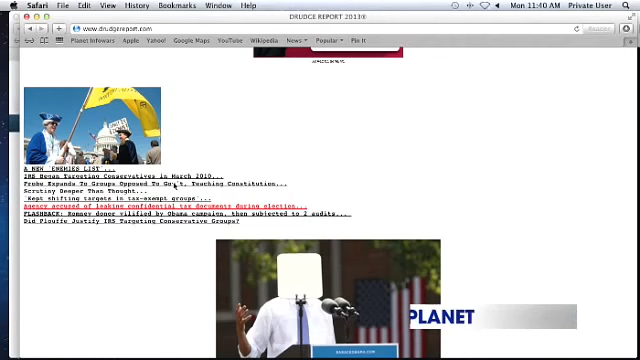 Safari File Edit View History Bookmarks Window Help
Mon 11:40 AM Private User
DRUDGE REPORT 2013®
www.drudgereport.com
Reader
Planet Infowars Apple Yahoo! Google Maps YouTube Wikipedia News Popular Pin It
A NEW 'ENEMIES LIST'...
IRS Began Targeting Conservatives in March 2010...
Probe Expands To Groups Opposed To Gov't, Teaching Constitution...
Scrutiny Deeper Than Thought...
'Kept shifting targets in tax-exempt groups'...
Agency accused of leaking confidential tax documents during election...
FLASHBACK: Romney donor vilified by Obama campaign, then subjected to 2 audits...
Did Plouffe Justify IRS Targeting Conservative Groups?
PLANET
BARACKOBAMA.COM